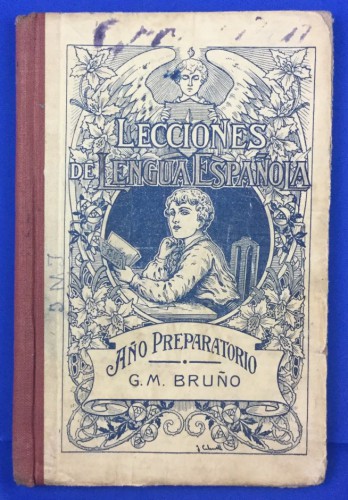 LECCIONES
DE LENGUA ESPAÑOLA
AÑO PREPARATORIO
G. M. BRUÑO